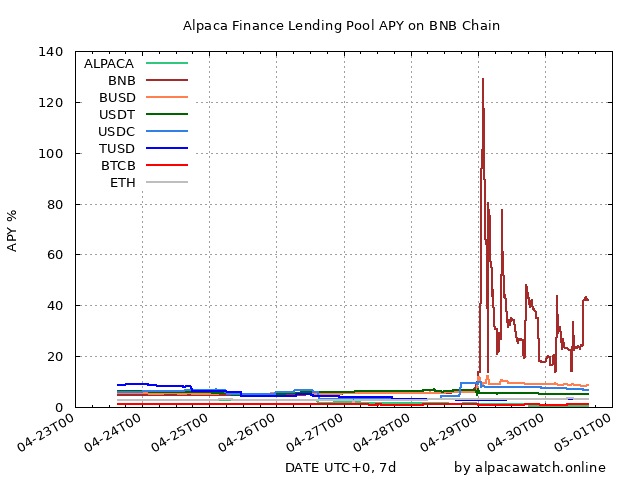 Alpaca Finance Lending Pool APY on BNB Chain
140
120
100
80
60
40
20
0
APY %
ALPACA
BNB
BUSD
USDT
USDC
TUSD
BTCB
ETH
04-23T00
04-24T00
04-25T00
04-26T00
04-27T00
04-28T00
04-29T00
04-30T00
05-01T00
DATE UTC+0, 7d
by alpacawatch.online